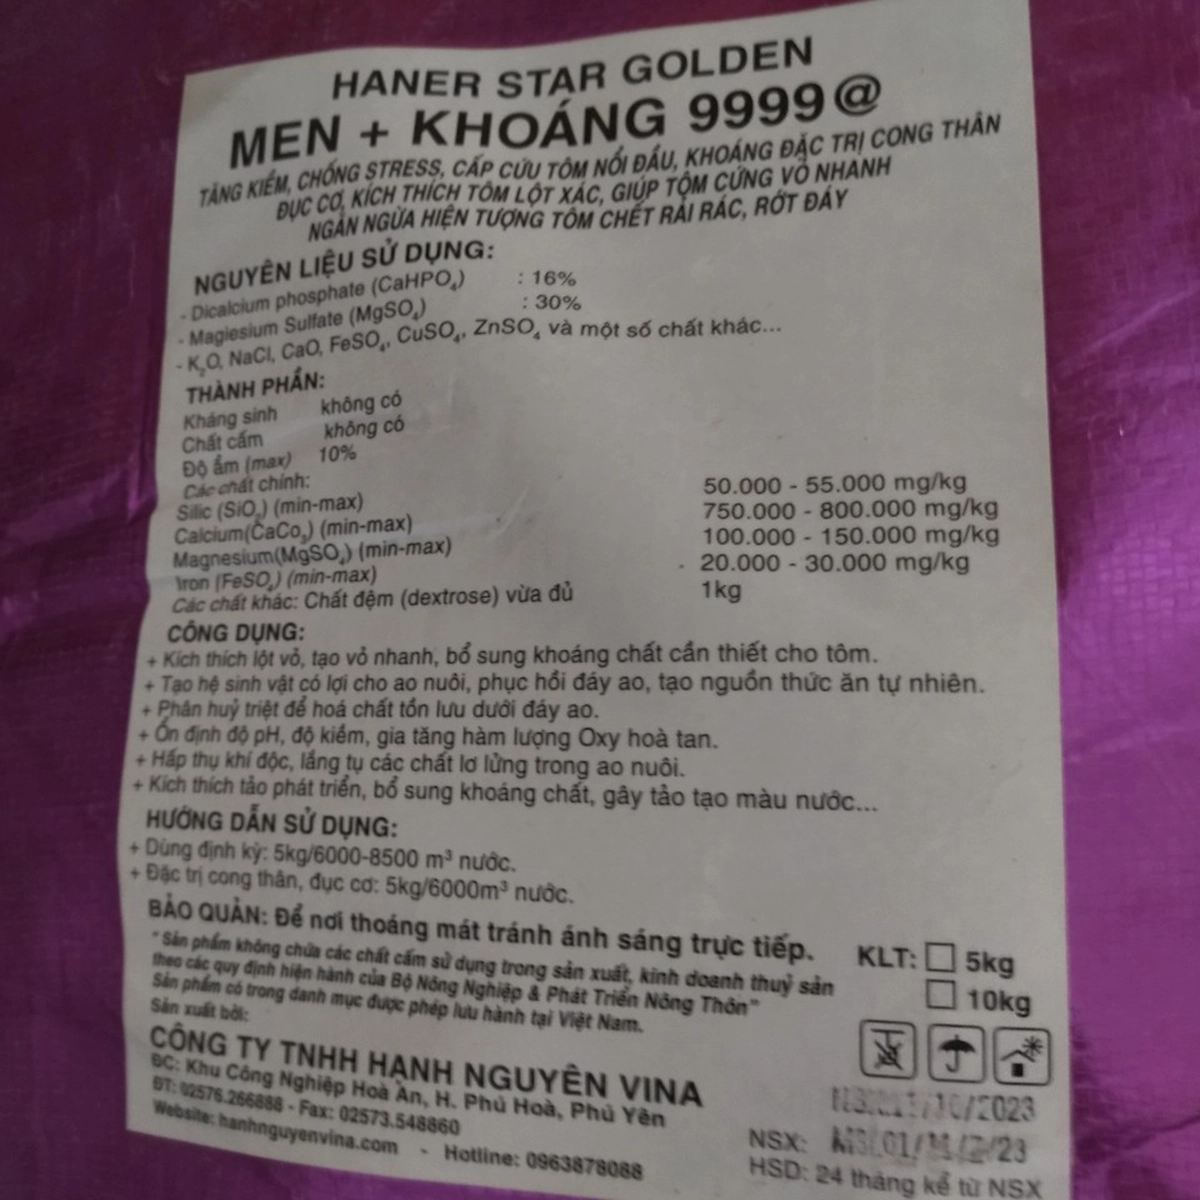 HANER STAR GOLDEN
MEN + KHOÁNG 9999@
TĂNG KIỀM, CHỐNG STRESS, CẤP CỨU TÔM NỔI ĐẦU, KHOÁNG ĐẶC TRỊ CONG THÂN
ĐỤC CƠ, KÍCH THÍCH TÔM LỘT XÁC, GIÚP TÔM CỨNG VỎ NHANH
NGĂN NGỪA HIỆN TƯỢNG TÔM CHẾT RẢI RÁC, RỚT ĐÁY
NGUYÊN LIỆU SỬ DỤNG:
- Dicalcium phosphate (CaHPO₄) : 16%
- Magiesium Sulfate (MgSO₄) : 30%
- K₂O, NaCl, CaO, FeSO₄, CuSO₄, ZnSO₄ và một số chất khác...
THÀNH PHẦN:
Kháng sinh không có
Chất cấm không có
Độ ẩm (max) 10%
Các chất chính:
Silic (SiO₂) (min-max) 50.000 - 55.000 mg/kg
Calcium(CaCo₃) (min-max) 750.000 - 800.000 mg/kg
Magnesium(MgSO₄) (min-max) 100.000 - 150.000 mg/kg
Iron (FeSO₄) (min-max) 20.000 - 30.000 mg/kg
Các chất khác: Chất đệm (dextrose) vừa đủ 1kg
CÔNG DỤNG:
+ Kích thích lột vỏ, tạo vỏ nhanh, bổ sung khoáng chất cần thiết cho tôm.
+ Tạo hệ sinh vật có lợi cho ao nuôi, phục hồi đáy ao, tạo nguồn thức ăn tự nhiên.
+ Phân huỷ triệt để hoá chất tồn lưu dưới đáy ao.
+ Ổn định độ pH, độ kiềm, gia tăng hàm lượng Oxy hoà tan.
+ Hấp thụ khí độc, lắng tụ các chất lơ lửng trong ao nuôi.
+ Kích thích tảo phát triển, bổ sung khoáng chất, gây tảo tạo màu nước...
HƯỚNG DẪN SỬ DỤNG:
+ Dùng định kỳ: 5kg/6000-8500 m³ nước.
+ Đặc trị cong thân, đục cơ: 5kg/6000m³ nước.
BẢO QUẢN: Để nơi thoáng mát tránh ánh sáng trực tiếp.
KLT: 5kg
10kg
"Sản phẩm không chứa các chất cấm sử dụng trong sản xuất, kinh doanh thuỷ sản
theo các quy định hiện hành của Bộ Nông Nghiệp & Phát Triển Nông Thôn"
Sản phẩm có trong danh mục được phép lưu hành tại Việt Nam.
Sản xuất bởi:
CÔNG TY TNHH HẠNH NGUYÊN VINA
ĐC: Khu Công Nghiệp Hoà An, H. Phú Hoà, Phú Yên
ĐT: 02576.266888 - Fax: 02573.548860
Website: hanhnguyenvina.com - Hotline: 0963878088
/2023
NSX:
HSD: 24 tháng kể từ NSX